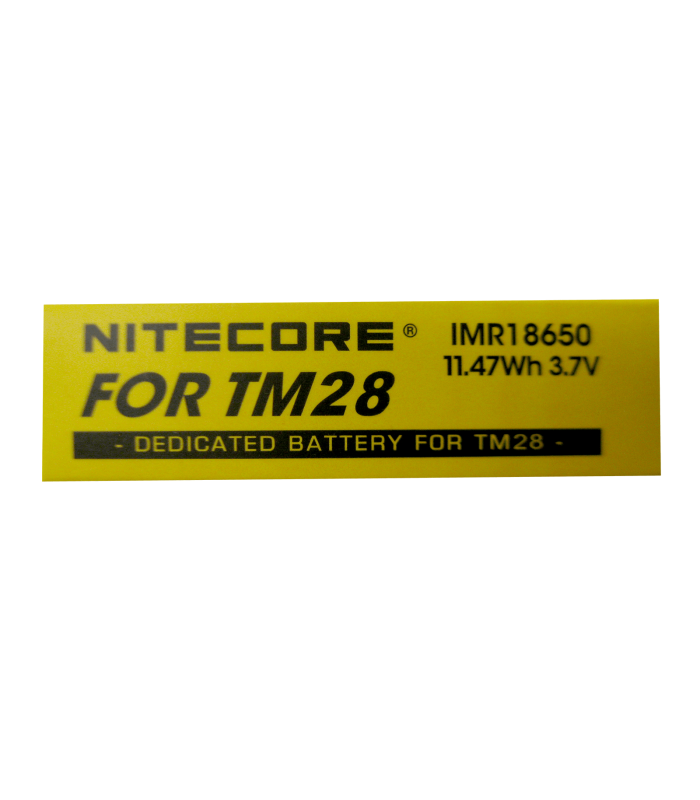 NITECORE®
FOR TM28
IMR18650
11.47Wh 3.7V
- DEDICATED BATTERY FOR TM28 -